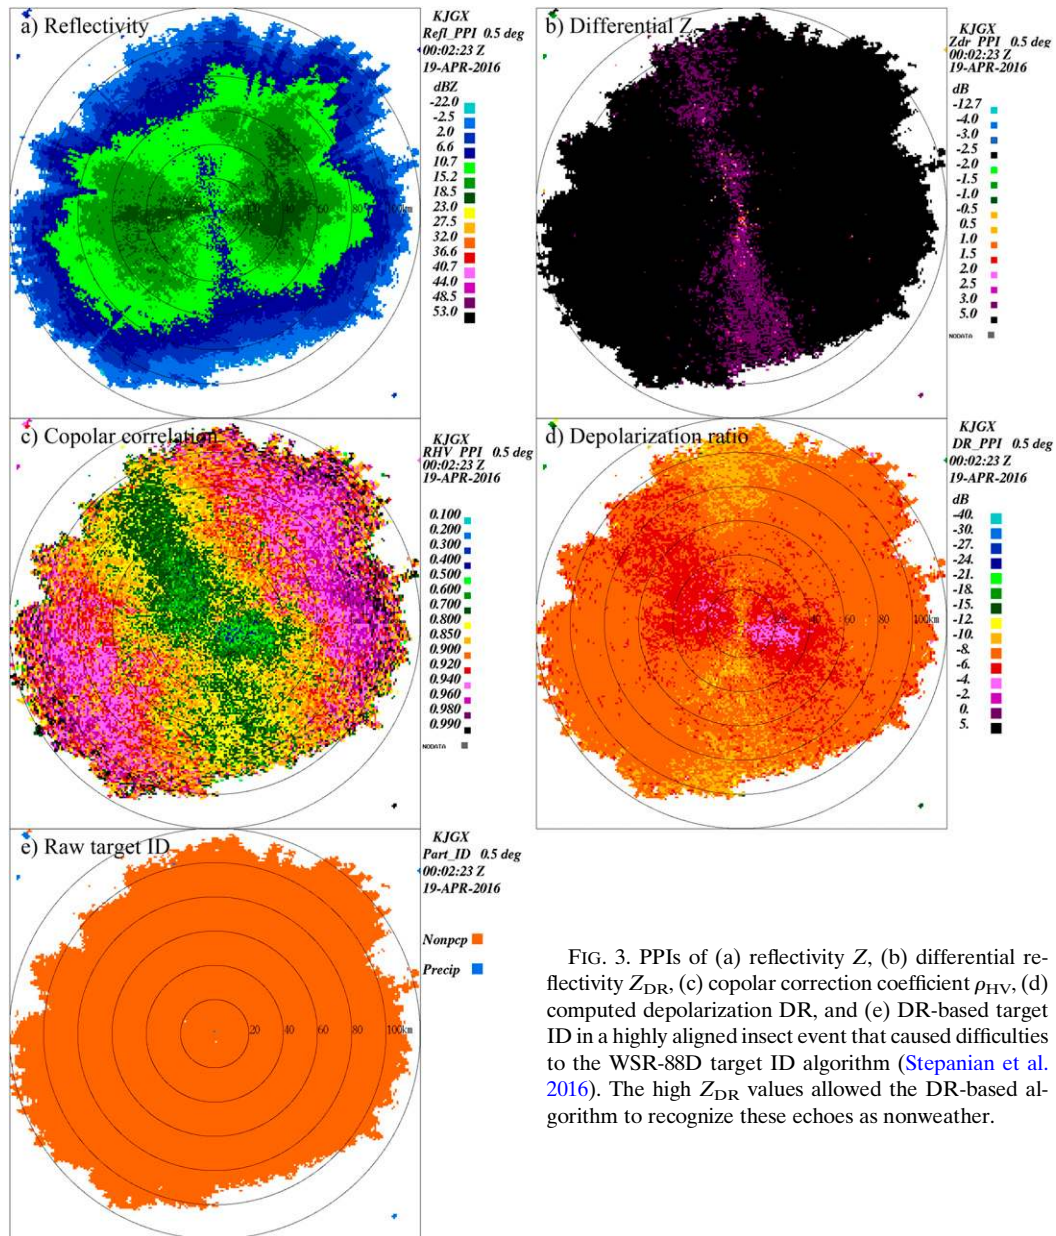 a) Reflectivity
KJGX
Refl_PPI 0.5 deg
00:02:23 Z
19-APR-2016
dBZ
-22.0
-2.5
2.0
6.6
10.7
15.2
18.5
23.0
27.5
32.0
36.6
40.7
44.0
48.5
53.0
80
b) Differential Z
KJGX
Zdr_PPI 0.5 deg
00:02:23 Z
19-APR-2016
dB
-12.7
-4.0
-3.0
-2.5
-2.0
-1.5
-1.0
-0.5
0.5
1.0
1.5
2.0
2.5
3.0
5.0
NODATA
c) Copolar correlation
KJGX
RHV_PPI 0.5 deg
00:02:23 Z
19-APR-2016
0.100
0.200
0.300
0.400
0.500
0.600
0.700
0.800
0.850
0.900
0.920
0.940
0.960
0.980
0.990
NODATA
d) Depolarization ratio
KJGX
DR_PPI 0.5 deg
00:02:23 Z
19-APR-2016
dB
-40.
-30.
-27.
-24.
-21.
-18.
-15.
-12.
-10.
-8.
-6.
-4.
-2.
0.
5.
20 40 60 80 100km
e) Raw target ID
KJGX
Part_ID 0.5 deg
00:02:23 Z
19-APR-2016
Nonpcp
Precip
20 40 60 80 100km
FIG. 3. PPIs of (a) reflectivity Z, (b) differential re-
flectivity ZDR, (c) copolar correction coefficient ρHV, (d)
computed depolarization DR, and (e) DR-based target
ID in a highly aligned insect event that caused difficulties
to the WSR-88D target ID algorithm (Stepanian et al.
2016). The high ZDR values allowed the DR-based al-
gorithm to recognize these echoes as nonweather.